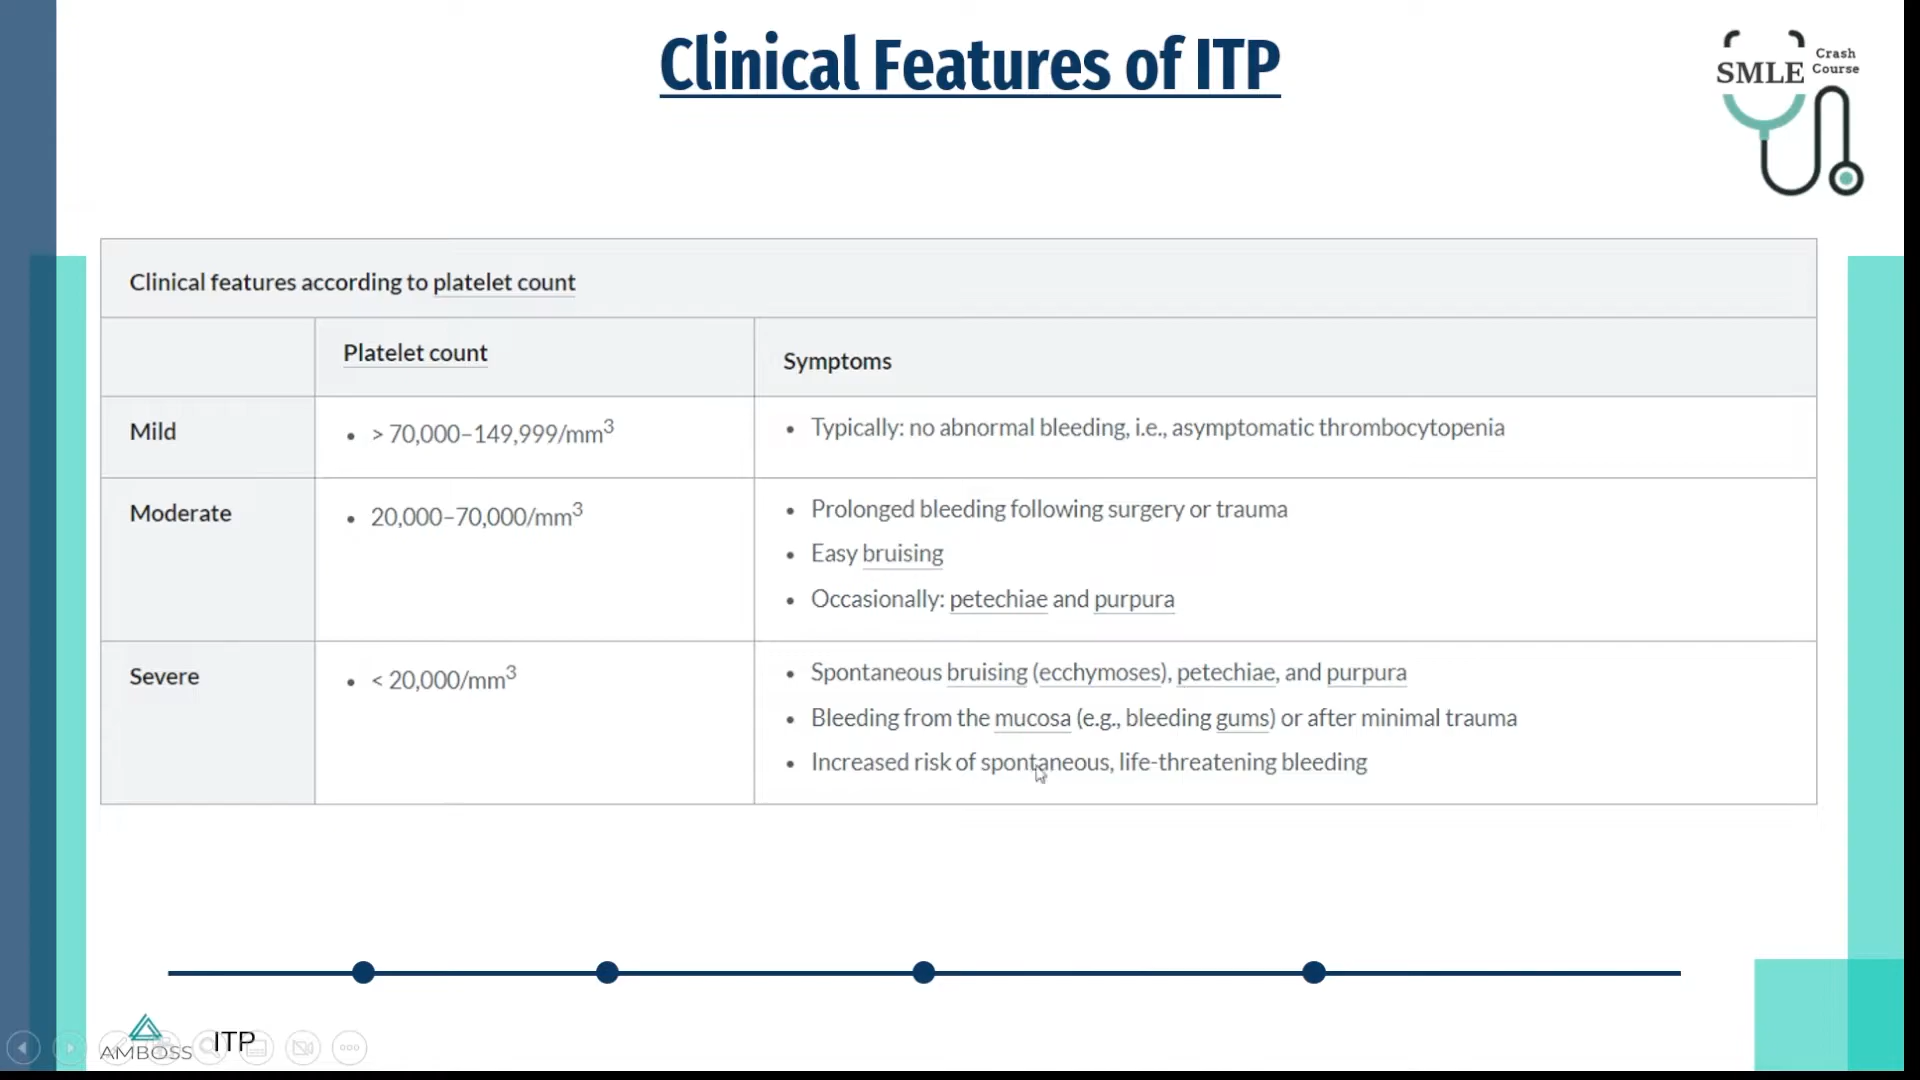 Clinical Features of ITP
SMLE Crash Course
Clinical features according to platelet count
Platelet count
Symptoms
Mild
• > 70,000–149,999/mm³
• Typically: no abnormal bleeding, i.e., asymptomatic thrombocytopenia
Moderate
• 20,000–70,000/mm³
• Prolonged bleeding following surgery or trauma
• Easy bruising
• Occasionally: petechiae and purpura
Severe
• < 20,000/mm³
• Spontaneous bruising (ecchymoses), petechiae, and purpura
• Bleeding from the mucosa (e.g., bleeding gums) or after minimal trauma
• Increased risk of spontaneous, life-threatening bleeding
AMBOSS
ITP